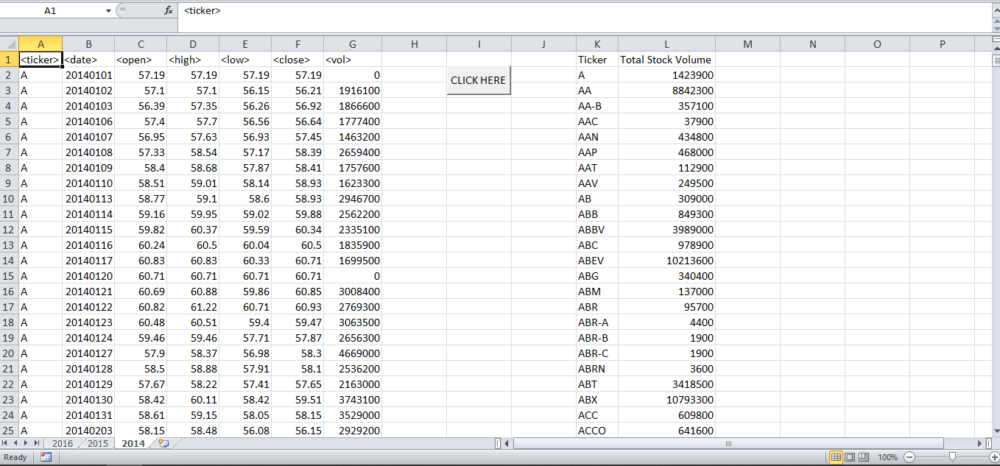 A1 fx <ticker>
A B C D E F G H I J K L M N O P
1 <ticker> <date> <open> <high> <low> <close> <vol> Ticker Total Stock Volume
2 A 20140101 57.19 57.19 57.19 57.19 0 A 1423900
CLICK HERE
3 A 20140102 57.1 57.1 56.15 56.21 1916100 AA 8842300
4 A 20140103 56.39 57.35 56.26 56.92 1866600 AA-B 357100
5 A 20140106 57.4 57.7 56.56 56.64 1777400 AAC 37900
6 A 20140107 56.95 57.63 56.93 57.45 1463200 AAN 434800
7 A 20140108 57.33 58.54 57.17 58.39 2659400 AAP 468000
8 A 20140109 58.4 58.68 57.87 58.41 1757600 AAT 112900
9 A 20140110 58.51 59.01 58.14 58.93 1623300 AAV 249500
10 A 20140113 58.77 59.1 58.6 58.93 2946700 AB 309000
11 A 20140114 59.16 59.95 59.02 59.88 2562200 ABB 849300
12 A 20140115 59.82 60.37 59.59 60.34 2335100 ABBV 3989000
13 A 20140116 60.24 60.5 60.04 60.5 1835900 ABC 978900
14 A 20140117 60.83 60.83 60.33 60.71 1699500 ABEV 10213600
15 A 20140120 60.71 60.71 60.71 60.71 0 ABG 340400
16 A 20140121 60.69 60.88 59.86 60.85 3008400 ABM 137000
17 A 20140122 60.82 61.22 60.71 60.93 2769300 ABR 95700
18 A 20140123 60.48 60.51 59.4 59.47 3063500 ABR-A 4400
19 A 20140124 59.46 59.46 57.71 57.87 2656300 ABR-B 1900
20 A 20140127 57.9 58.37 56.98 58.3 4669000 ABR-C 1900
21 A 20140128 58.5 58.88 57.91 58.1 2536200 ABRN 3600
22 A 20140129 57.67 58.22 57.41 57.65 2163000 ABT 3418500
23 A 20140130 58.42 60.11 58.42 59.51 3743100 ABX 10793300
24 A 20140131 58.61 59.15 58.05 58.15 3529000 ACC 609800
25 A 20140203 58.15 58.48 56.08 56.15 2929200 ACCO 641600
2016 2015 2014
Ready 100%